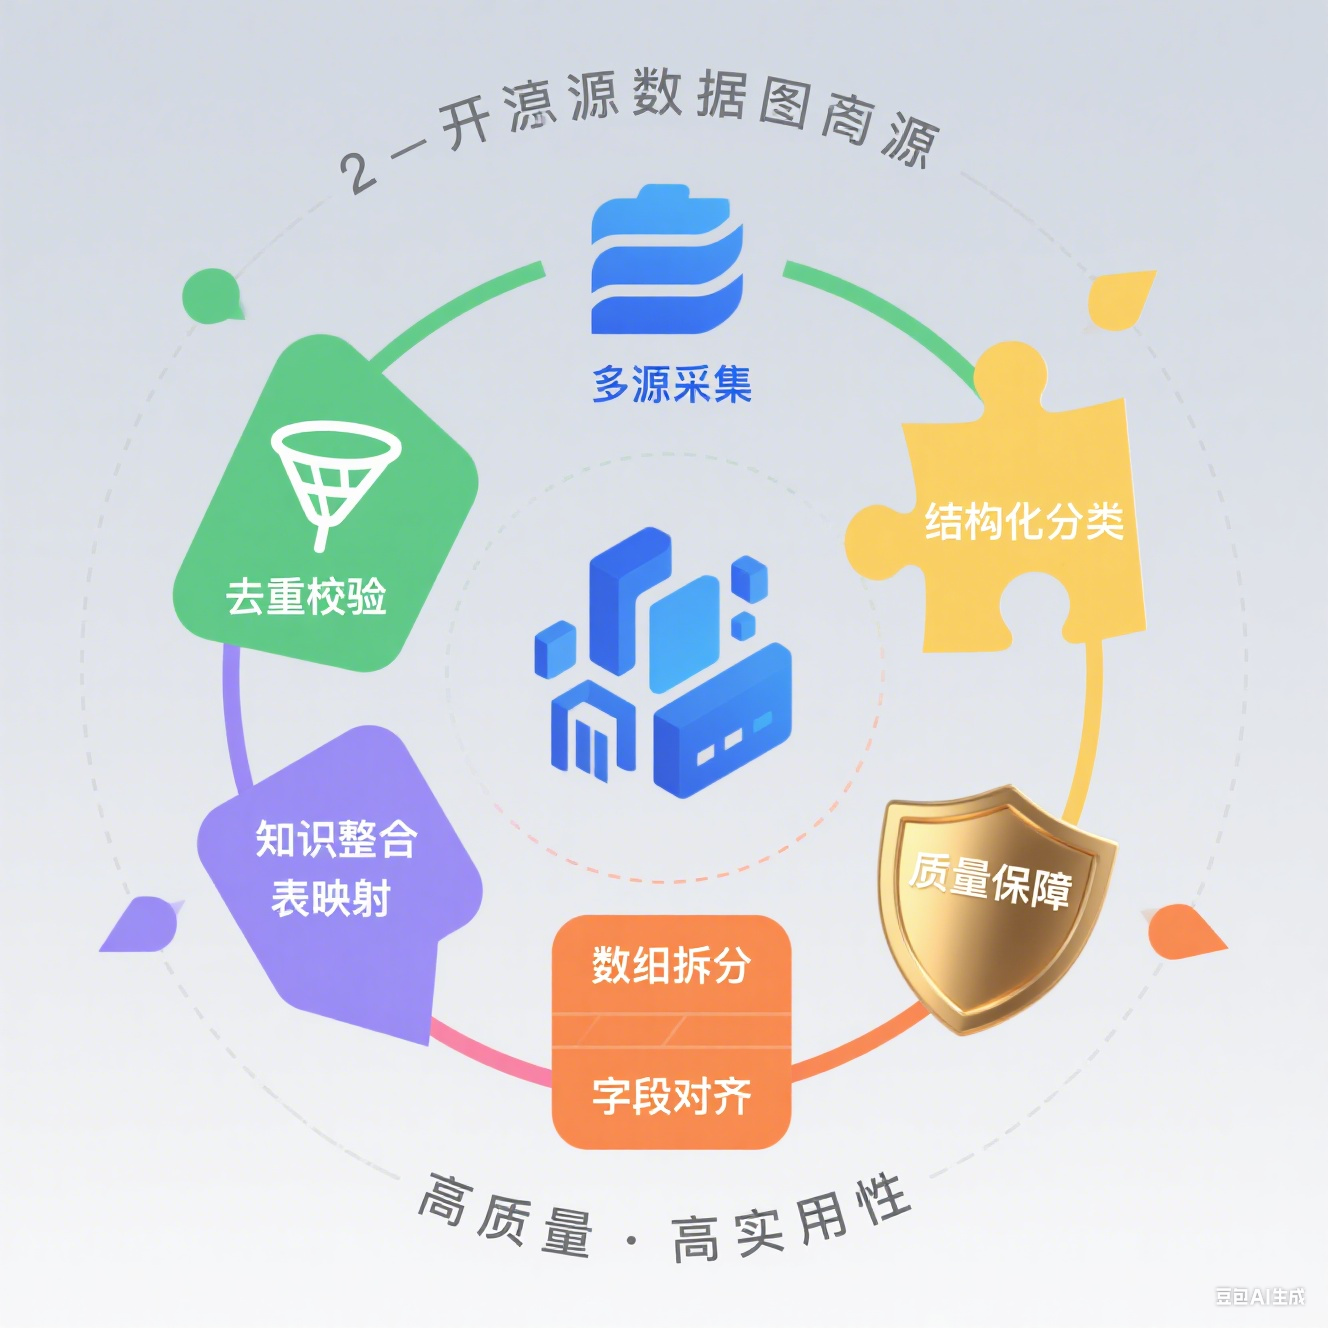 2—开源数据图源
多源采集
结构化分类
去重校验
知识整合
表映射
质量保障
数组拆分
字段对齐
高质量·高实用性
豆包AI生成